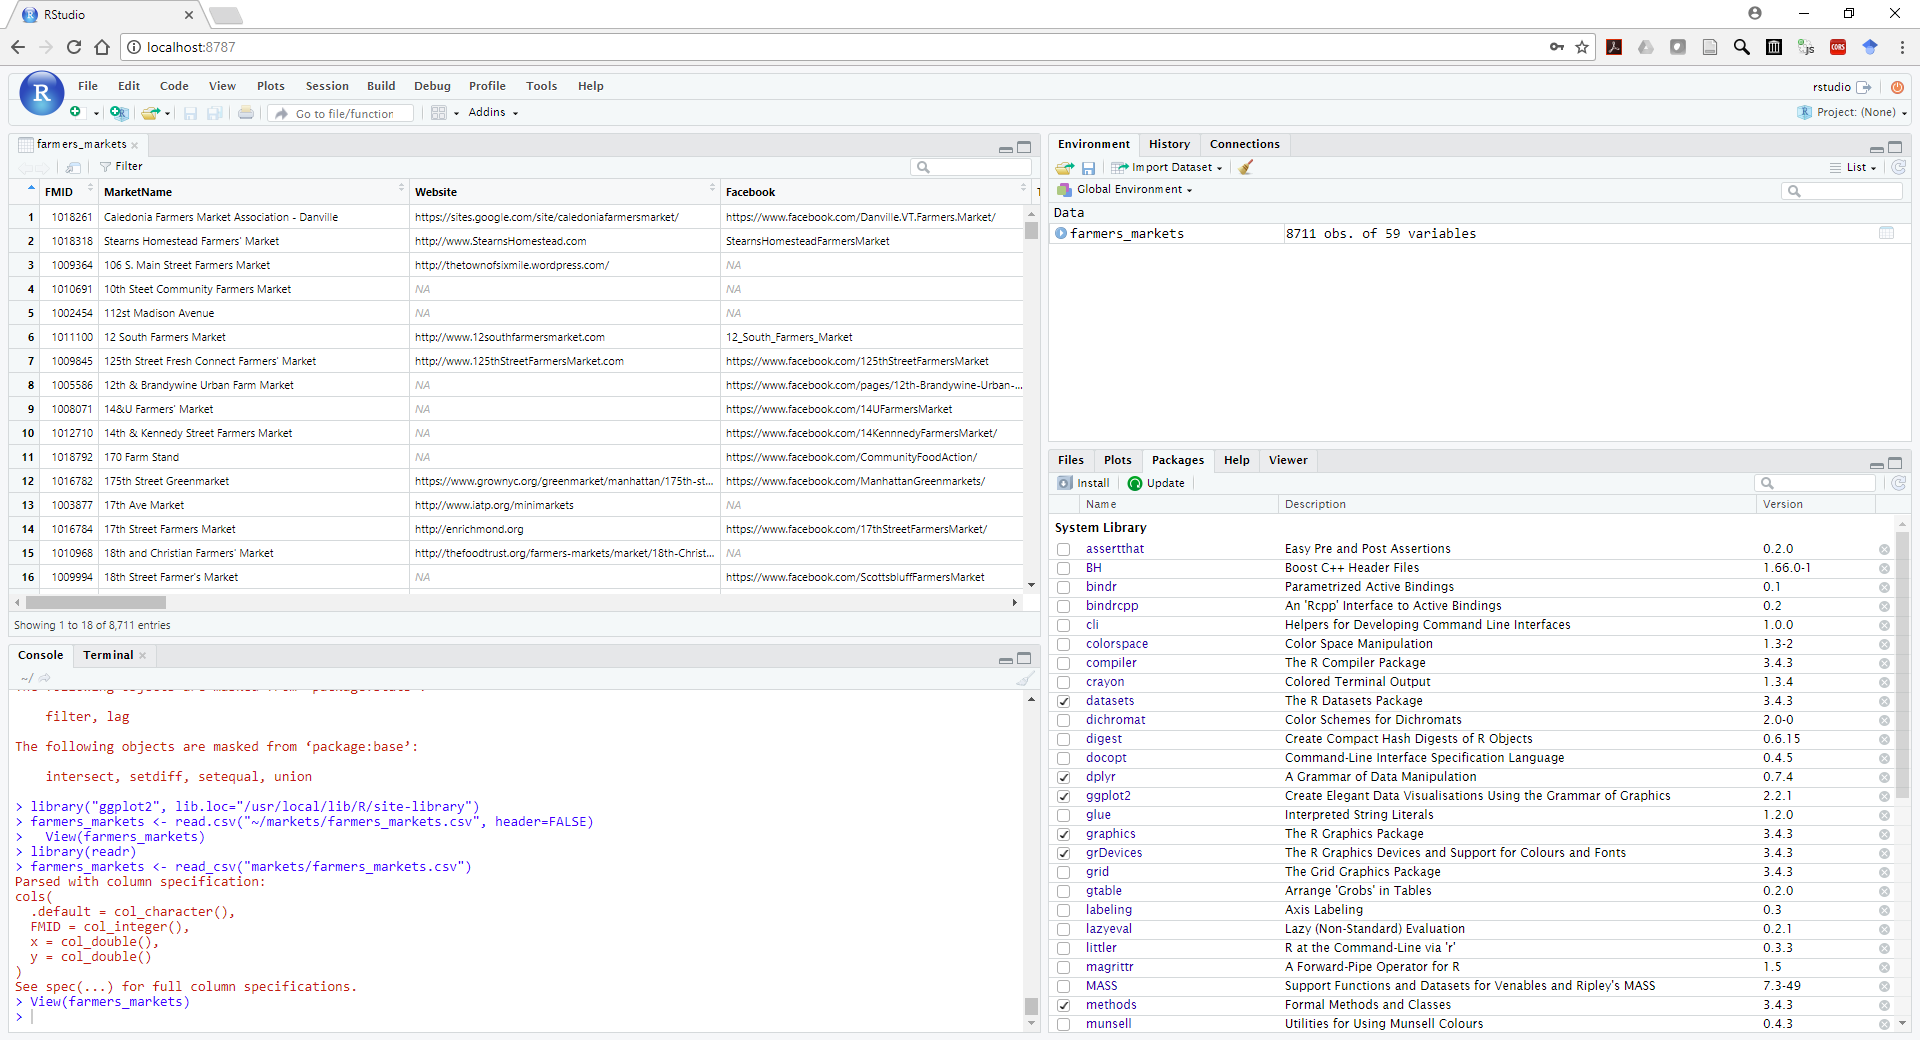 RStudio
localhost:8787
File Edit Code View Plots Session Build Debug Profile Tools Help
rstudio
Go to file/function Addins
Project: (None)
farmers_markets
Filter
FMID MarketName Website Facebook
1 1018261 Caledonia Farmers Market Association - Danville https://sites.google.com/site/caledoniafarmersmarket/ https://www.facebook.com/Danville.VT.Farmers.Market/
2 1018318 Stearns Homestead Farmers' Market http://www.StearnsHomestead.com StearnsHomesteadFarmersMarket
3 1009364 106 S. Main Street Farmers Market http://thetownofsixmile.wordpress.com/ NA
4 1010691 10th Steet Community Farmers Market NA NA
5 1002454 112st Madison Avenue NA NA
6 1011100 12 South Farmers Market http://www.12southfarmersmarket.com 12_South_Farmers_Market
7 1009845 125th Street Fresh Connect Farmers' Market http://www.125thStreetFarmersMarket.com https://www.facebook.com/125thStreetFarmersMarket
8 1005586 12th & Brandywine Urban Farm Market NA https://www.facebook.com/pages/12th-Brandywine-Urban-...
9 1008071 14&U Farmers' Market NA https://www.facebook.com/14UFarmersMarket
10 1012710 14th & Kennedy Street Farmers Market NA https://www.facebook.com/14KennnedyFarmersMarket/
11 1018792 170 Farm Stand NA https://www.facebook.com/CommunityFoodAction/
12 1016782 175th Street Greenmarket https://www.grownyc.org/greenmarket/manhattan/175th-st... https://www.facebook.com/ManhattanGreenmarkets/
13 1003877 17th Ave Market http://www.iatp.org/minimarkets NA
14 1016784 17th Street Farmers Market http://enrichmond.org https://www.facebook.com/17thStreetFarmersMarket/
15 1010968 18th and Christian Farmers' Market http://thefoodtrust.org/farmers-markets/market/18th-Christ... NA
16 1009994 18th Street Farmer's Market NA https://www.facebook.com/ScottsbluffFarmersMarket
Showing 1 to 18 of 8,711 entries
Console Terminal
~/
filter, lag
The following objects are masked from ‘package:base’:
intersect, setdiff, setequal, union
> library("ggplot2", lib.loc="/usr/local/lib/R/site-library")
> farmers_markets <- read.csv("~/markets/farmers_markets.csv", header=FALSE)
> View(farmers_markets)
> library(readr)
> farmers_markets <- read_csv("markets/farmers_markets.csv")
Parsed with column specification:
cols(
.default = col_character(),
FMID = col_integer(),
x = col_double(),
y = col_double()
)
See spec(...) for full column specifications.
> View(farmers_markets)
>
Environment History Connections
Import Dataset List
Global Environment
Data
farmers_markets 8711 obs. of 59 variables
Files Plots Packages Help Viewer
Install Update
Name Description Version
System Library
assertthat Easy Pre and Post Assertions 0.2.0
BH Boost C++ Header Files 1.66.0-1
bindr Parametrized Active Bindings 0.1
bindrcpp An 'Rcpp' Interface to Active Bindings 0.2
cli Helpers for Developing Command Line Interfaces 1.0.0
colorspace Color Space Manipulation 1.3-2
compiler The R Compiler Package 3.4.3
crayon Colored Terminal Output 1.3.4
datasets The R Datasets Package 3.4.3
dichromat Color Schemes for Dichromats 2.0-0
digest Create Compact Hash Digests of R Objects 0.6.15
docopt Command-Line Interface Specification Language 0.4.5
dplyr A Grammar of Data Manipulation 0.7.4
ggplot2 Create Elegant Data Visualisations Using the Grammar of Graphics 2.2.1
glue Interpreted String Literals 1.2.0
graphics The R Graphics Package 3.4.3
grDevices The R Graphics Devices and Support for Colours and Fonts 3.4.3
grid The Grid Graphics Package 3.4.3
gtable Arrange 'Grobs' in Tables 0.2.0
labeling Axis Labeling 0.3
lazyeval Lazy (Non-Standard) Evaluation 0.2.1
littler R at the Command-Line via 'r' 0.3.3
magrittr A Forward-Pipe Operator for R 1.5
MASS Support Functions and Datasets for Venables and Ripley's MASS 7.3-49
methods Formal Methods and Classes 3.4.3
munsell Utilities for Using Munsell Colours 0.4.3